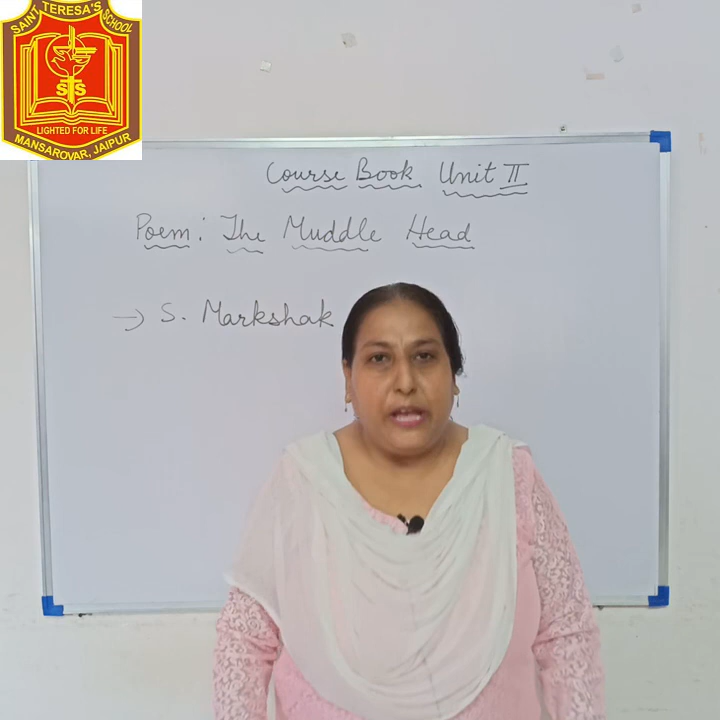 SAINT TERESA'S SCHOOL
STS
LIGHTED FOR LIFE
MANSAROVAR, JAIPUR
Course Book Unit II
Poem: The Muddle Head
→ S. Markshak